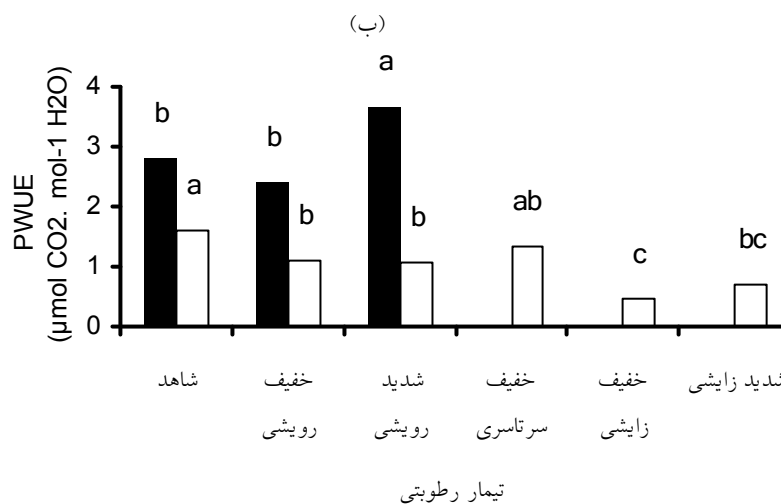 (ب)
PWUE
(µmol CO2. mol-1 H2O)
4
3
2
1
0
b
a
b
b
a
b
ab
c
bc
شاهد
خفیف
رویشی
شدید
رویشی
خفیف
سرتاسری
خفیف
زایشی
شدید زایشی
تیمار رطوبتی